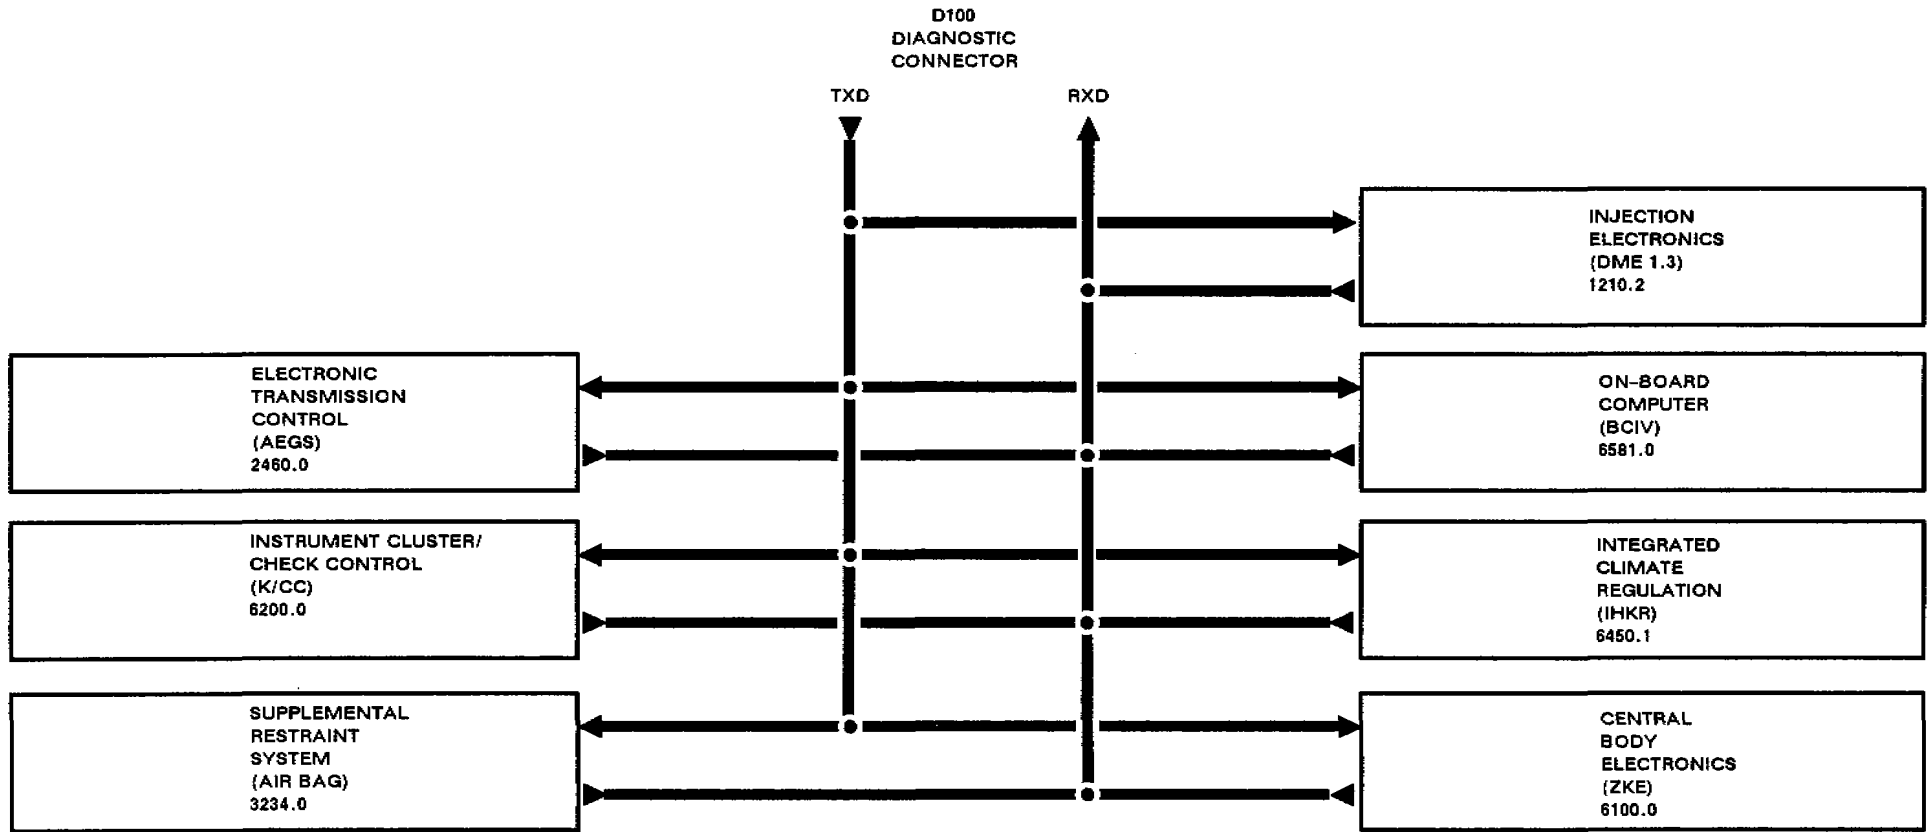 D100
DIAGNOSTIC
CONNECTOR
TXD
RXD
INJECTION
ELECTRONICS
(DME 1.3)
1210.2
ELECTRONIC
TRANSMISSION
CONTROL
(AEGS)
2460.0
ON-BOARD
COMPUTER
(BCIV)
6581.0
INSTRUMENT CLUSTER/
CHECK CONTROL
(K/CC)
6200.0
INTEGRATED
CLIMATE
REGULATION
(IHKR)
6450.1
SUPPLEMENTAL
RESTRAINT
SYSTEM
(AIR BAG)
3234.0
CENTRAL
BODY
ELECTRONICS
(ZKE)
6100.0